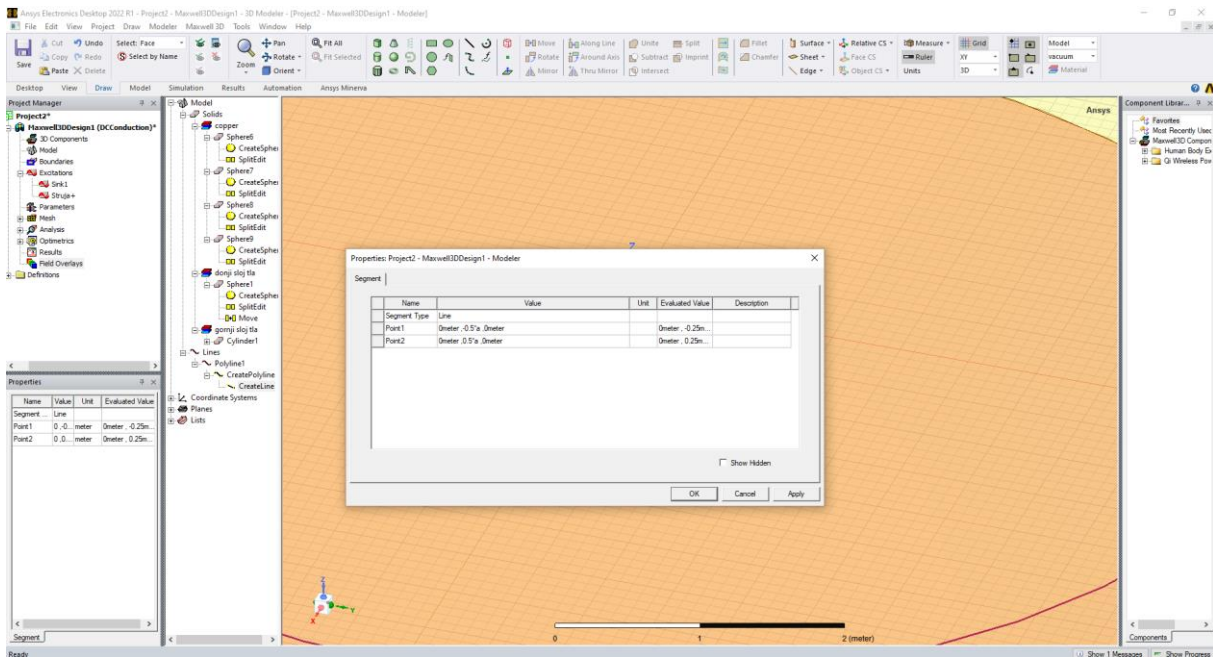 Ansys Electronics Desktop 2022 R1 - Project2 - Maxwell3DDesign1 - 3D Modeler - [Project2 - Maxwell3DDesign1 - Modeler]
File Edit View Project Draw Modeler Maxwell 3D Tools Window Help
Save
Cut Undo Select: Face
Copy Redo Select by Name
Paste Delete
Zoom
Pan
Rotate
Orient
Fit All
Fit Selected
Move Along Line Unite Split Fillet
Rotate Around Axis Subtract Imprint Chamfer
Mirror Thru Mirror Intersect
Surface Relative CS Measure Grid Model
Sheet Face CS Ruler XY vacuum
Edge Object CS Units 3D Material
Desktop View Draw Model Simulation Results Automation Ansys Minerva
Project Manager
Project2*
Maxwell3DDesign1 (DCConduction)*
3D Components
Model
Boundaries
Excitations
Sink1
Struja+
Parameters
Mesh
Analysis
Optimetrics
Results
Field Overlays
Definitions
Properties
Name Value Unit Evaluated Value
Segment ... Line
Point1 0 ,-0... meter 0meter , -0.25m...
Point2 0 ,0... meter 0meter , 0.25m...
Segment
Model
Solids
copper
Sphere6
CreateSpher
SplitEdit
Sphere7
CreateSpher
SplitEdit
Sphere8
CreateSpher
SplitEdit
Sphere9
CreateSpher
SplitEdit
donji sloj tla
Sphere1
CreateSpher
SplitEdit
Move
gornji sloj tla
Cylinder1
Lines
Polyline1
CreatePolyline
CreateLine
Coordinate Systems
Planes
Lists
Ansys
Z
Properties: Project2 - Maxwell3DDesign1 - Modeler
Segment
Name Value Unit Evaluated Value Description
Segment Type Line
Point1 0meter ,-0.5*a ,0meter 0meter , -0.25m...
Point2 0meter ,0.5*a ,0meter 0meter , 0.25m...
Show Hidden
OK Cancel Apply
Z
Y
X
0 1 2 (meter)
Component Librar...
Favorites
Most Recently Used
Maxwell3D Compon
Human Body Ex
Qi Wireless Pow
Components
Ready
Show 1 Messages Show Progress